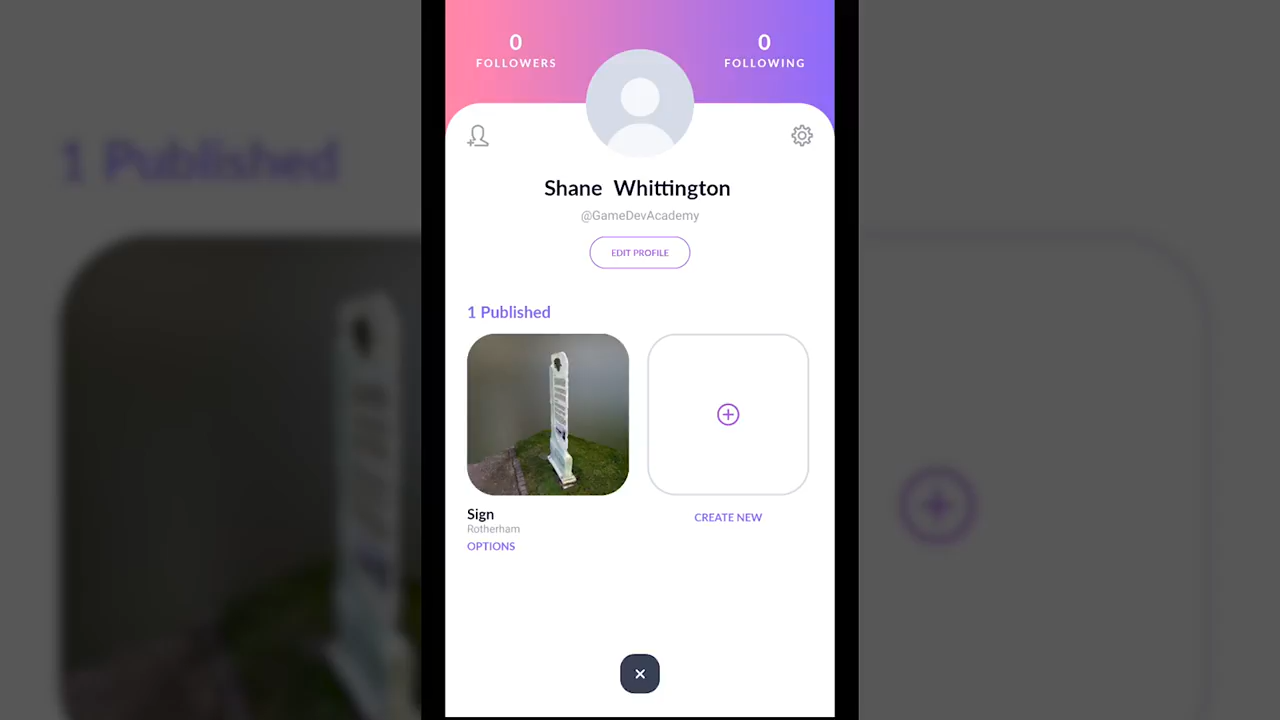 0
FOLLOWERS
0
FOLLOWING
Shane Whittington
@GameDevAcademy
EDIT PROFILE
1 Published
1 Published
Sign
Rotherham
OPTIONS
CREATE NEW